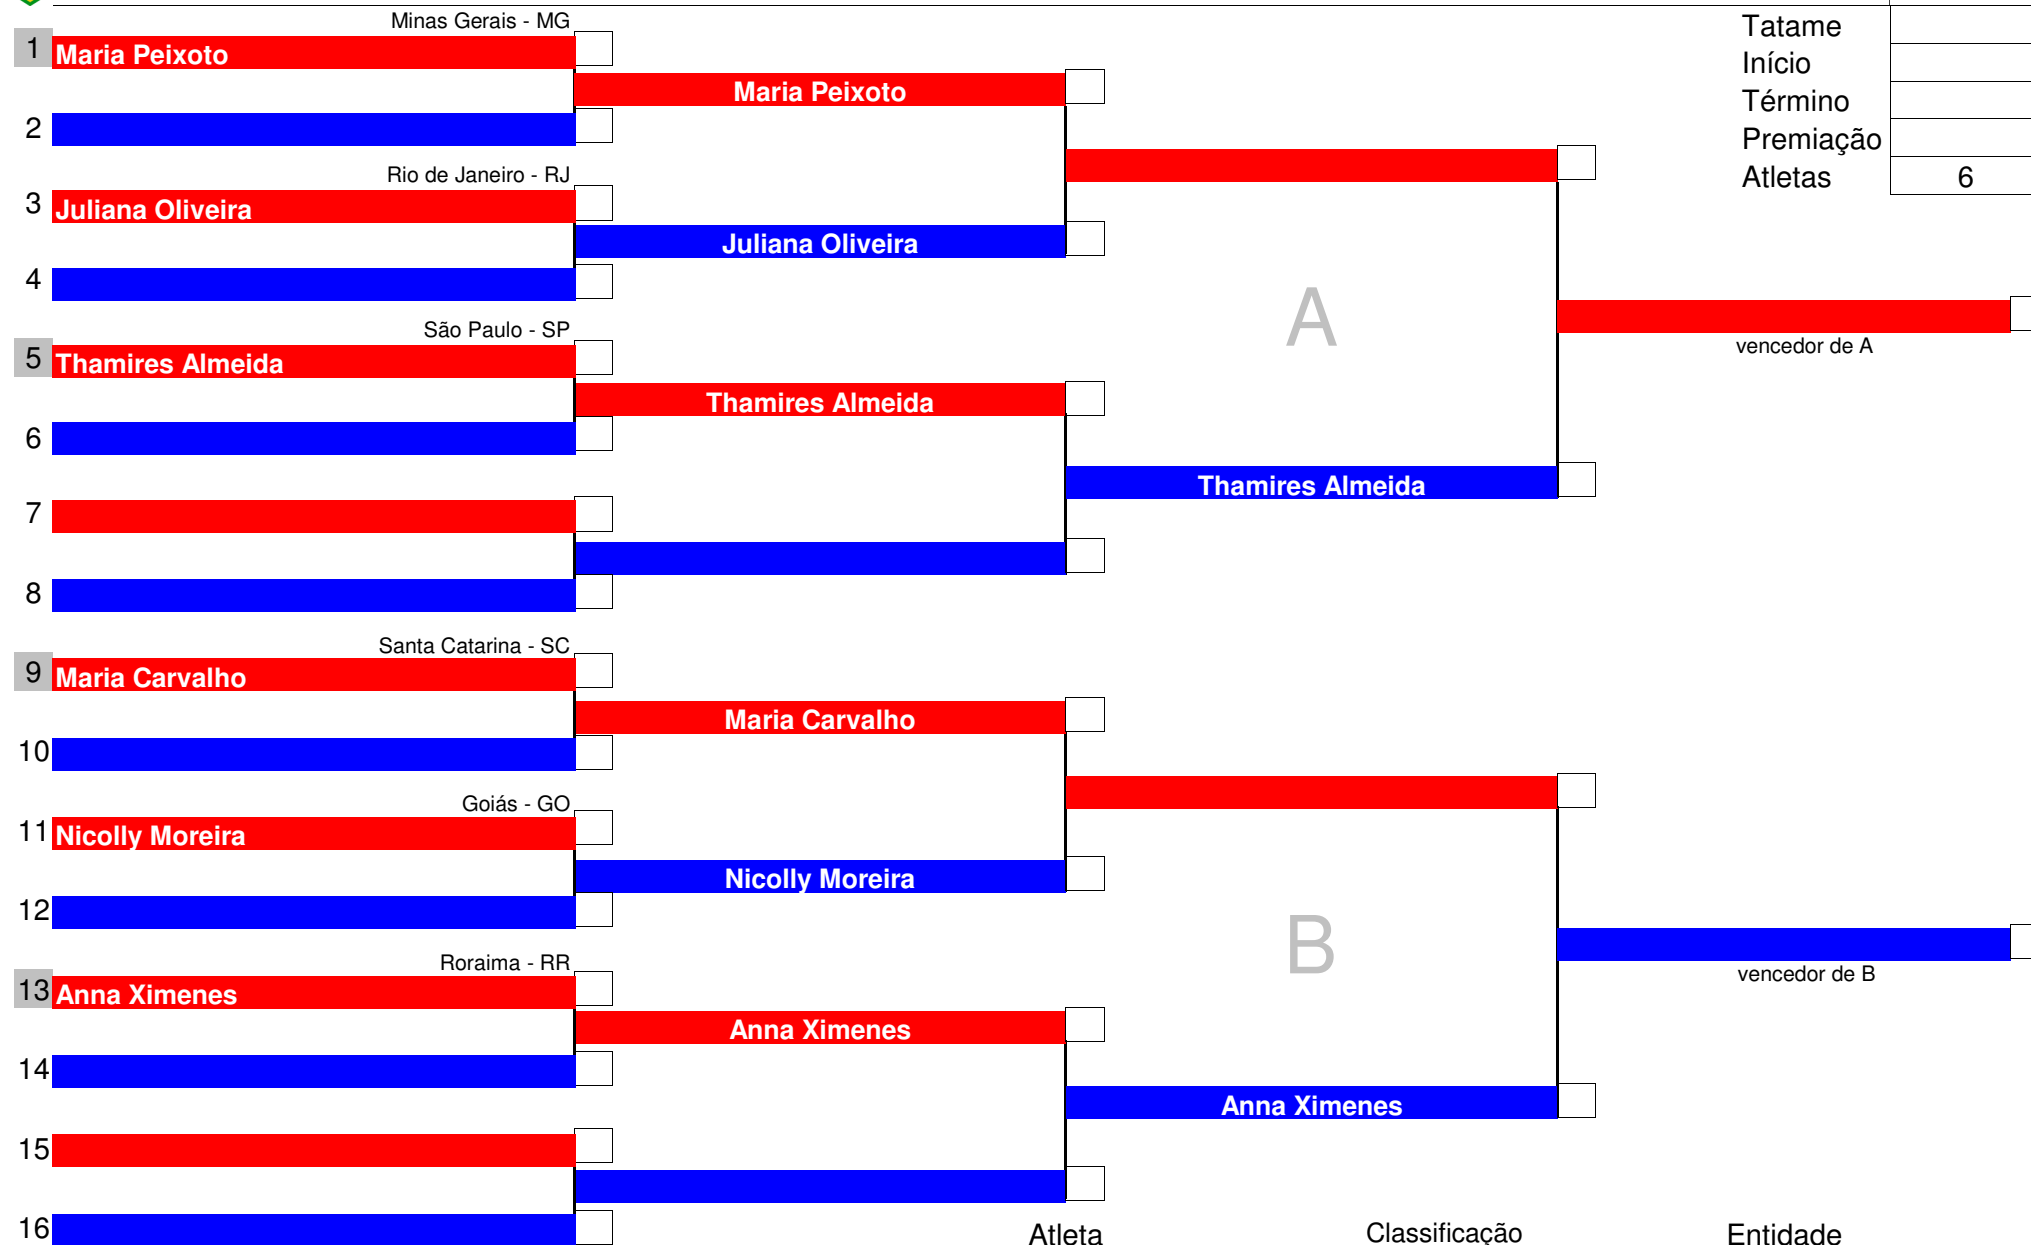 Minas Gerais - MG
Tatame
1 Maria Peixoto
Início
Maria Peixoto
Término
2
Premiação
Rio de Janeiro - RJ
Atletas 6
3 Juliana Oliveira
Juliana Oliveira
4
A
São Paulo - SP
vencedor de A
5 Thamires Almeida
Thamires Almeida
6
Thamires Almeida
7
8
Santa Catarina - SC
9 Maria Carvalho
Maria Carvalho
10
Goiás - GO
11 Nicolly Moreira
Nicolly Moreira
12
B
Roraima - RR
vencedor de B
13 Anna Ximenes
Anna Ximenes
14
Anna Ximenes
15
16
Atleta Classificação Entidade